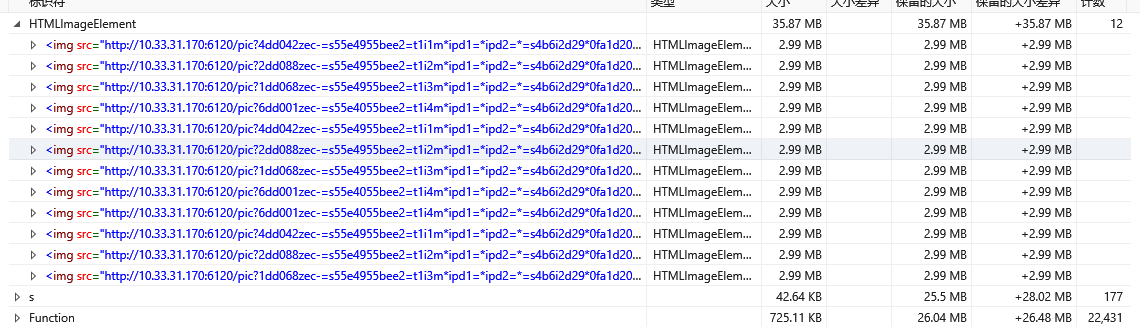 标识符 类型 大小 大小差异 保留的大小 保留的大小差异 计数
HTMLImageElement 35.87 MB 35.87 MB +35.87 MB 12
<img src="http://10.33.31.170:6120/pic?4dd042zec-=s55e4955bee2=t1i1m*ipd1=*ipd2=*=s4b6i2d29*0fa1d20... HTMLImageElem... 2.99 MB 2.99 MB +2.99 MB
<img src="http://10.33.31.170:6120/pic?2dd088zec-=s55e4955bee2=t1i2m*ipd1=*ipd2=*=s4b6i2d29*0fa1d20... HTMLImageElem... 2.99 MB 2.99 MB +2.99 MB
<img src="http://10.33.31.170:6120/pic?1dd068zec-=s55e4955bee2=t1i3m*ipd1=*ipd2=*=s4b6i2d29*0fa1d20... HTMLImageElem... 2.99 MB 2.99 MB +2.99 MB
<img src="http://10.33.31.170:6120/pic?6dd001zec-=s55e4055bee2=t1i4m*ipd1=*ipd2=*=s4b6i2d29*0fa1d20... HTMLImageElem... 2.99 MB 2.99 MB +2.99 MB
<img src="http://10.33.31.170:6120/pic?4dd042zec-=s55e4955bee2=t1i1m*ipd1=*ipd2=*=s4b6i2d29*0fa1d20... HTMLImageElem... 2.99 MB 2.99 MB +2.99 MB
<img src="http://10.33.31.170:6120/pic?2dd088zec-=s55e4955bee2=t1i2m*ipd1=*ipd2=*=s4b6i2d29*0fa1d20... HTMLImageElem... 2.99 MB 2.99 MB +2.99 MB
<img src="http://10.33.31.170:6120/pic?1dd068zec-=s55e4955bee2=t1i3m*ipd1=*ipd2=*=s4b6i2d29*0fa1d20... HTMLImageElem... 2.99 MB 2.99 MB +2.99 MB
<img src="http://10.33.31.170:6120/pic?6dd001zec-=s55e4055bee2=t1i4m*ipd1=*ipd2=*=s4b6i2d29*0fa1d20... HTMLImageElem... 2.99 MB 2.99 MB +2.99 MB
<img src="http://10.33.31.170:6120/pic?6dd001zec-=s55e4055bee2=t1i4m*ipd1=*ipd2=*=s4b6i2d29*0fa1d20... HTMLImageElem... 2.99 MB 2.99 MB +2.99 MB
<img src="http://10.33.31.170:6120/pic?4dd042zec-=s55e4955bee2=t1i1m*ipd1=*ipd2=*=s4b6i2d29*0fa1d20... HTMLImageElem... 2.99 MB 2.99 MB +2.99 MB
<img src="http://10.33.31.170:6120/pic?2dd088zec-=s55e4955bee2=t1i2m*ipd1=*ipd2=*=s4b6i2d29*0fa1d20... HTMLImageElem... 2.99 MB 2.99 MB +2.99 MB
<img src="http://10.33.31.170:6120/pic?1dd068zec-=s55e4955bee2=t1i3m*ipd1=*ipd2=*=s4b6i2d29*0fa1d20... HTMLImageElem... 2.99 MB 2.99 MB +2.99 MB
s 42.64 KB 25.5 MB +28.02 MB 177
Function 725.11 KB 26.04 MB +26.48 MB 22,431